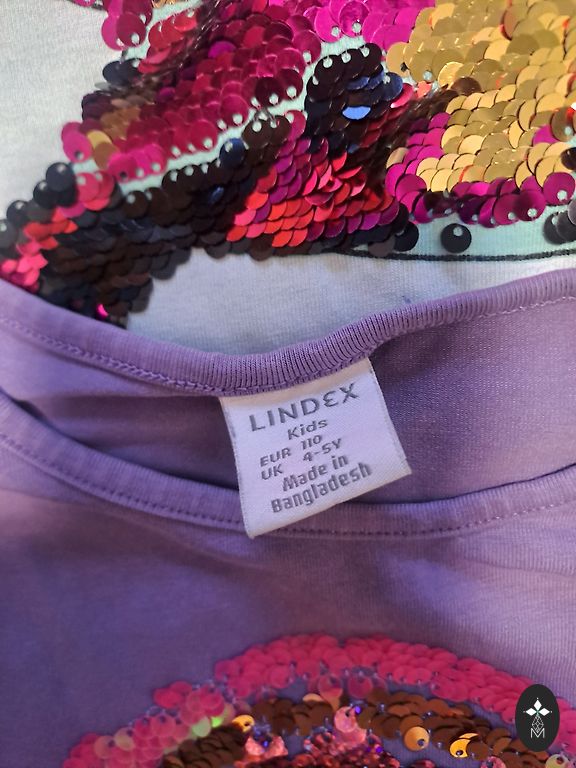 LINDEX
Kids
EUR 110
UK 4-5Y
Made in
Bangladesh